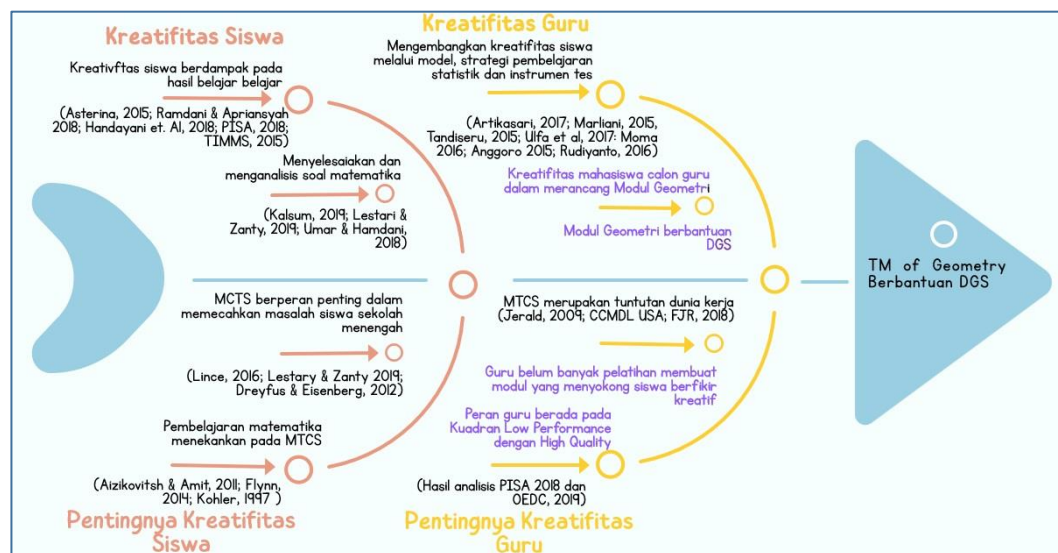 Kreatifitas Siswa
Kreativftas siswa berdampak pada
hasil belajar belajar
(Asterina, 2015; Ramdani & Apriansyah
2018; Handayani et. Al, 2018; PISA, 2018;
TIMMS, 2015)
Menyelesaiakan dan
menganalisis soal matematika
(Kalsum, 2019; Lestari &
Zanty, 2019; Umar & Hamdani,
2018)
MCTS berperan penting dalam
memecahkan masalah siswa sekolah
menengah
(Lince, 2016; Lestary & Zanty 2019;
Dreyfus & Eisenberg, 2012)
Pembelajaran matematika
menekankan pada MTCS
(Aizikovitsh & Amit, 2011; Flynn,
2014; Kohler, 1997 )
Pentingnya Kreatifitas
Siswa
Kreatifitas Guru
Mengembangkan kreatifitas siswa
melalui model, strategi pembelajaran
statistik dan instrumen tes
(Artikasari, 2017; Marliani, 2015,
Tandiseru, 2015; Ulfa et al, 2017: Moma
2016; Anggoro 2015; Rudiyanto, 2016)
Kreatifitas mahasiswa calon guru
dalam merancang Modul Geometri
Modul Geometri berbantuan
DGS
MTCS merupakan tuntutan dunia kerja
(Jerald, 2009; CCMDL USA; FJR, 2018)
Guru belum banyak pelatihan membuat
modul yang menyokong siswa berfikir
kreatif
Peran guru berada pada
Kuadran Low Performance
dengan High Quality
(Hasil analisis PISA 2018 dan
OEDC, 2019)
Pentingnya Kreatifitas
Guru
TM of Geometry
Berbantuan DGS